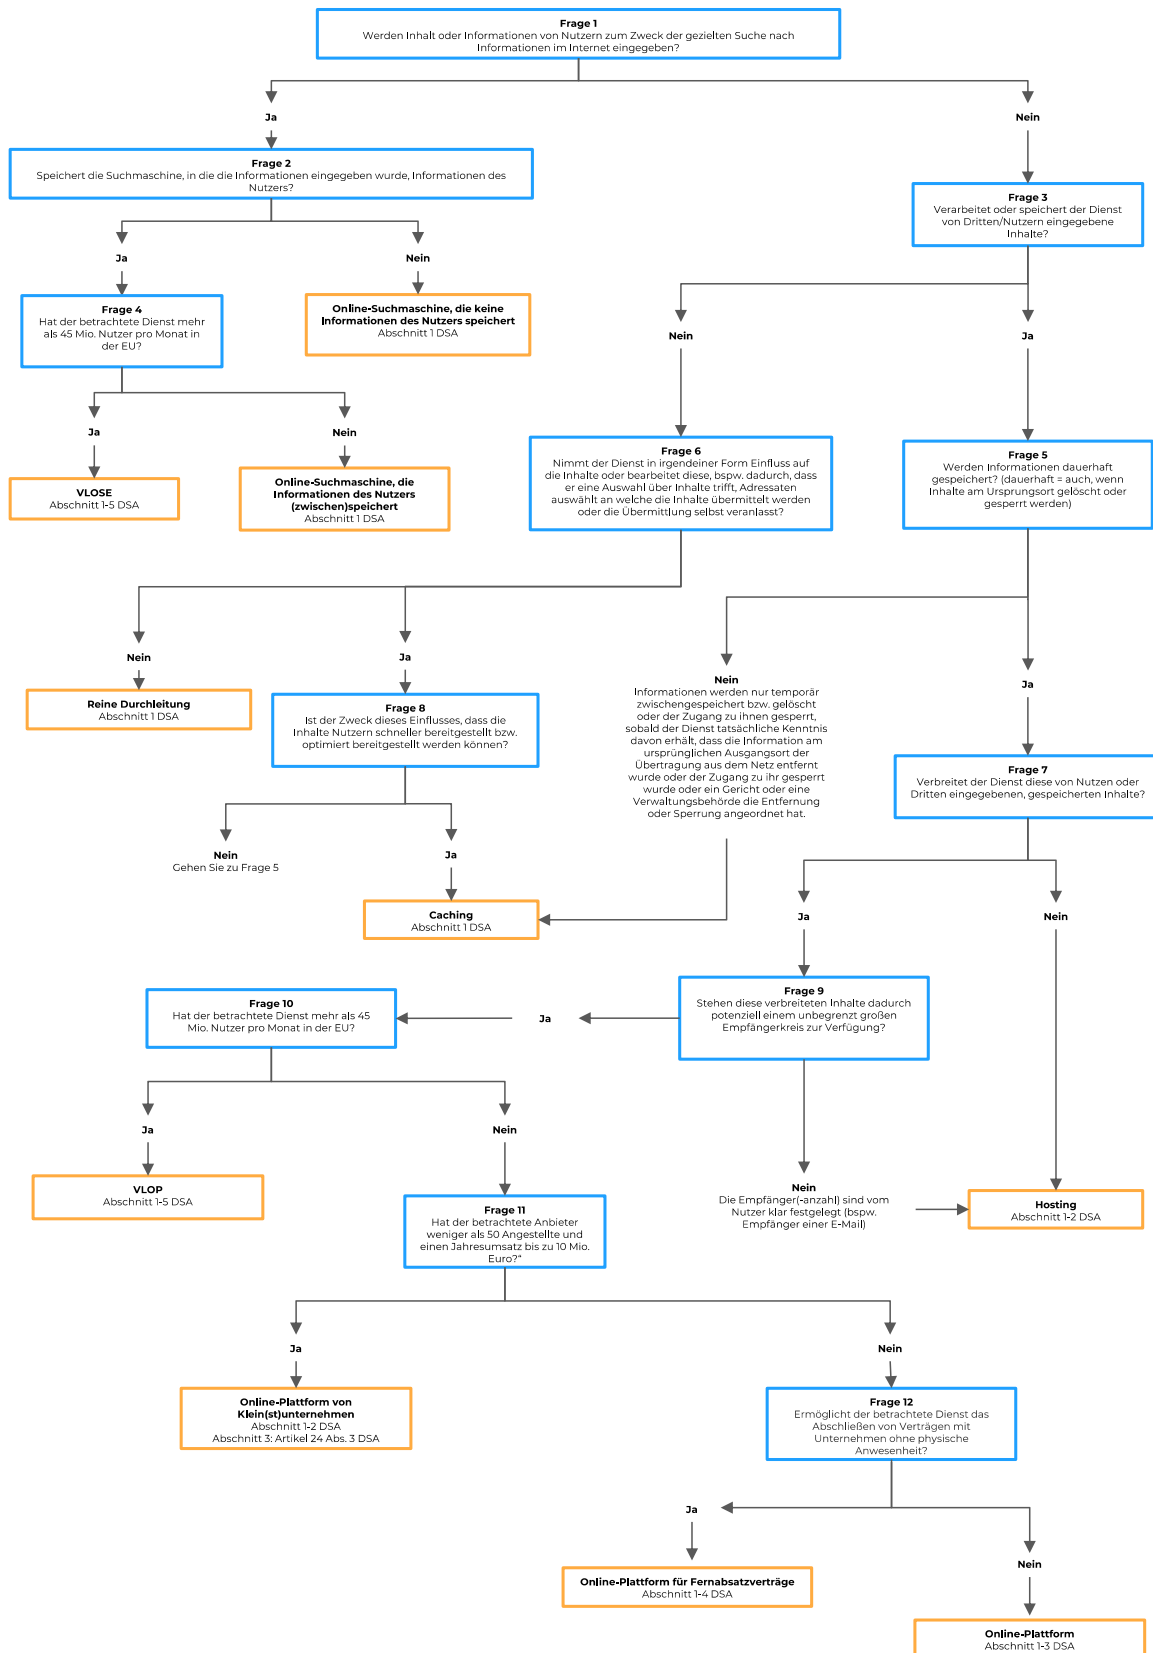 Frage 1
Werden Inhalt oder Informationen von Nutzern zum Zweck der gezielten Suche nach
Informationen im Internet eingegeben?
Ja
Nein
Frage 2
Speichert die Suchmaschine, in die die Informationen eingegeben wurde, Informationen des
Nutzers?
Frage 3
Verarbeitet oder speichert der Dienst
von Dritten/Nutzern eingegebene
Inhalte?
Ja
Nein
Frage 4
Hat der betrachtete Dienst mehr
als 45 Mio. Nutzer pro Monat in
der EU?
Online-Suchmaschine, die keine
Informationen des Nutzers speichert
Abschnitt 1 DSA
Nein
Ja
Ja
Nein
VLOSE
Abschnitt 1-5 DSA
Online-Suchmaschine, die
Informationen des Nutzers
(zwischen)speichert
Abschnitt 1 DSA
Frage 6
Nimmt der Dienst in irgendeiner Form Einfluss auf
die Inhalte oder bearbeitet diese, bspw. dadurch, dass
er eine Auswahl über Inhalte trifft, Adressaten
auswählt an welche die Inhalte übermittelt werden
oder die Übermittlung selbst veranlasst?
Frage 5
Werden Informationen dauerhaft
gespeichert? (dauerhaft = auch, wenn
Inhalte am Ursprungsort gelöscht oder
gesperrt werden)
Nein
Ja
Reine Durchleitung
Abschnitt 1 DSA
Frage 8
Ist der Zweck dieses Einflusses, dass die
Inhalte Nutzern schneller bereitgestellt bzw.
optimiert bereitgestellt werden können?
Nein
Informationen werden nur temporär
zwischengespeichert bzw. gelöscht
oder der Zugang zu ihnen gesperrt,
sobald der Dienst tatsächliche Kenntnis
davon erhält, dass die Information am
ursprünglichen Ausgangsort der
Übertragung aus dem Netz entfernt
wurde oder der Zugang zu ihr gesperrt
wurde oder ein Gericht oder eine
Verwaltungsbehörde die Entfernung
oder Sperrung angeordnet hat.
Ja
Frage 7
Verbreitet der Dienst diese von Nutzen oder
Dritten eingegebenen, gespeicherten Inhalte?
Nein
Gehen Sie zu Frage 5
Ja
Caching
Abschnitt 1 DSA
Ja
Nein
Frage 9
Stehen diese verbreiteten Inhalte dadurch
potenziell einem unbegrenzt großen
Empfängerkreis zur Verfügung?
Ja
Frage 10
Hat der betrachtete Dienst mehr als 45
Mio. Nutzer pro Monat in der EU?
Ja
Nein
VLOP
Abschnitt 1-5 DSA
Nein
Die Empfänger(-anzahl) sind vom
Nutzer klar festgelegt (bspw.
Empfänger einer E-Mail)
Hosting
Abschnitt 1-2 DSA
Frage 11
Hat der betrachtete Anbieter
weniger als 50 Angestellte und
einen Jahresumsatz bis zu 10 Mio.
Euro?“
Ja
Nein
Online-Plattform von
Klein(st)unternehmen
Abschnitt 1-2 DSA
Abschnitt 3: Artikel 24 Abs. 3 DSA
Frage 12
Ermöglicht der betrachtete Dienst das
Abschließen von Verträgen mit
Unternehmen ohne physische
Anwesenheit?
Ja
Nein
Online-Plattform für Fernabsatzverträge
Abschnitt 1-4 DSA
Online-Plattform
Abschnitt 1-3 DSA